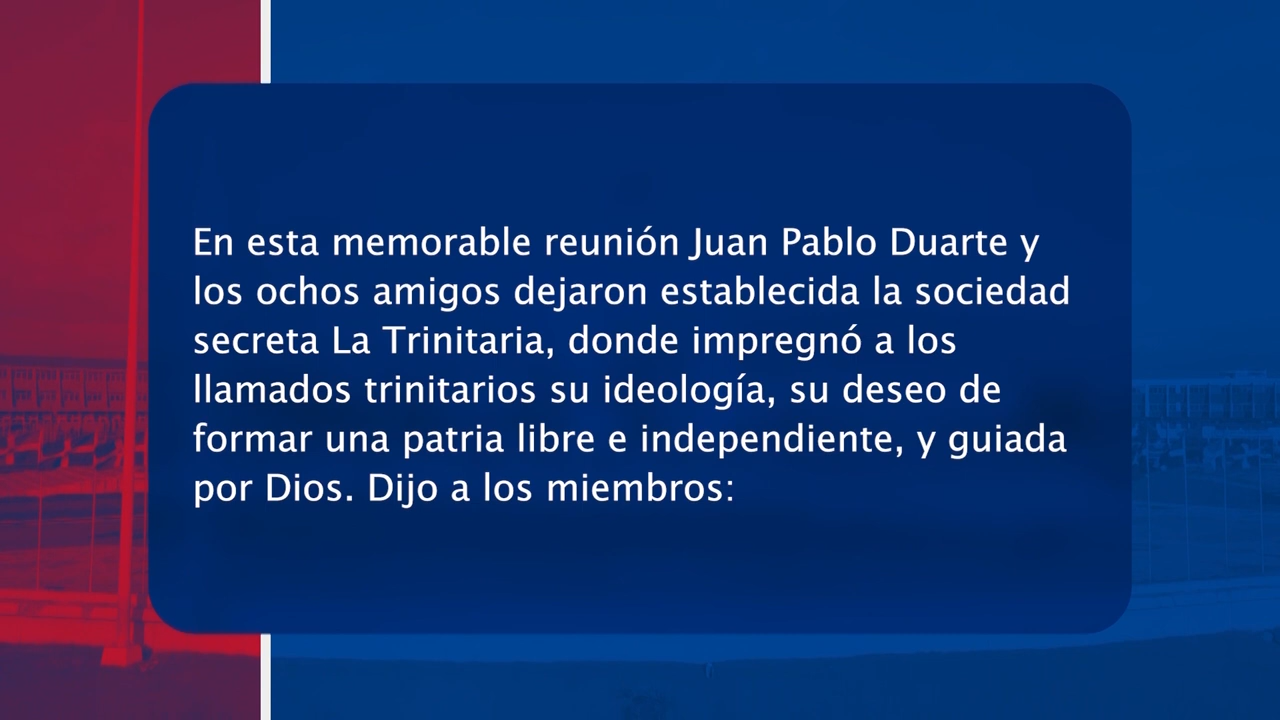 En esta memorable reunión Juan Pablo Duarte y
los ochos amigos dejaron establecida la sociedad
secreta La Trinitaria, donde impregnó a los
llamados trinitarios su ideología, su deseo de
formar una patria libre e independiente, y guiada
por Dios. Dijo a los miembros: